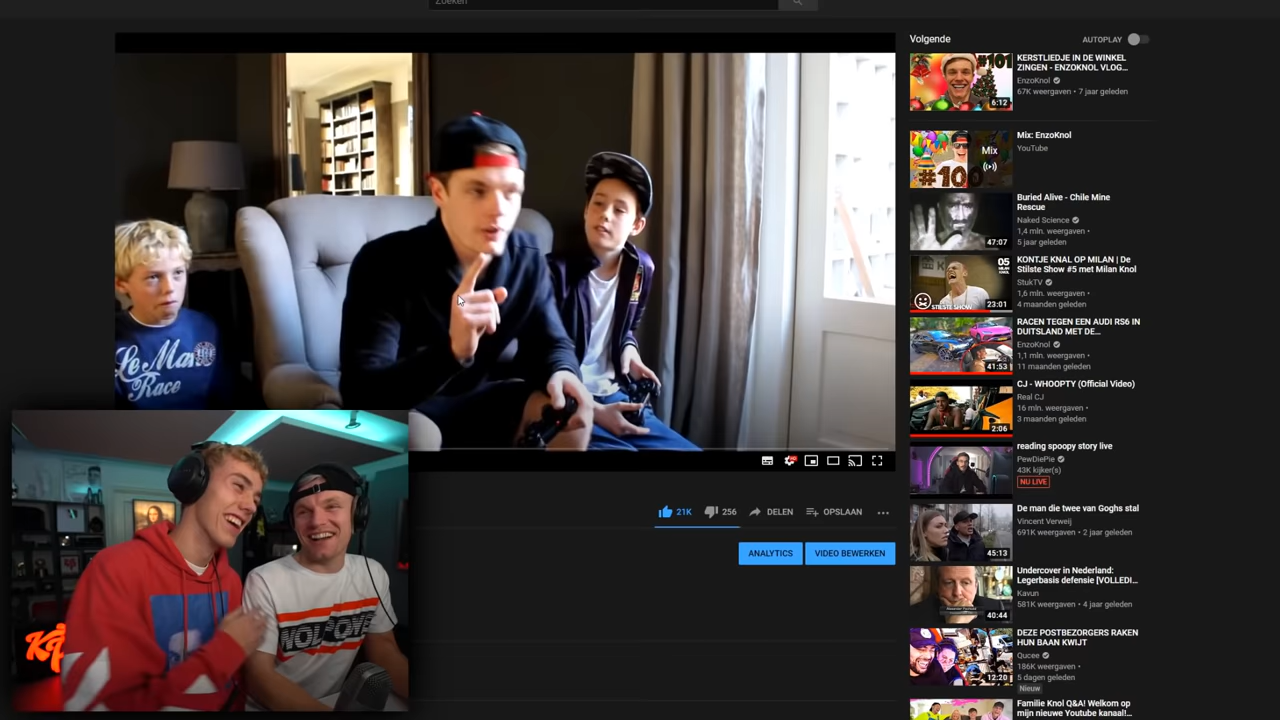 Zoeken
Volgende
AUTOPLAY
KERSTLIEDJE IN DE WINKEL
ZINGEN - ENZOKNOL VLOG...
EnzoKnol
67K weergaven • 7 jaar geleden
#101
6:12
Mix: EnzoKnol
YouTube
Mix
#100
Buried Alive - Chile Mine
Rescue
Naked Science
1,4 mln. weergaven •
5 jaar geleden
47:07
KONTJE KNAL OP MILAN | De
Stilste Show #5 met Milan Knol
StukTV
1,6 mln. weergaven •
4 maanden geleden
05
STILSTE SHOW
23:01
RACEN TEGEN EEN AUDI RS6 IN
DUITSLAND MET DE...
EnzoKnol
1,1 mln. weergaven •
11 maanden geleden
41:53
CJ - WHOOPTY (Official Video)
Real CJ
16 mln. weergaven •
3 maanden geleden
2:06
reading spoopy story live
PewDiePie
43K kijker(s)
NU LIVE
De man die twee van Goghs stal
Vincent Verweij
691K weergaven • 2 jaar geleden
45:13
Undercover in Nederland:
Legerbasis defensie [VOLLEDI...
Kavun
581K weergaven • 4 jaar geleden
40:44
DEZE POSTBEZORGERS RAKEN
HUN BAAN KWIJT
Qucee
186K weergaven •
5 dagen geleden
Nieuw
12:20
Familie Knol Q&A! Welkom op
mijn nieuwe Youtube kanaal!...
Le Mans
Race
21K
256
DELEN
OPSLAAN
ANALYTICS
VIDEO BEWERKEN